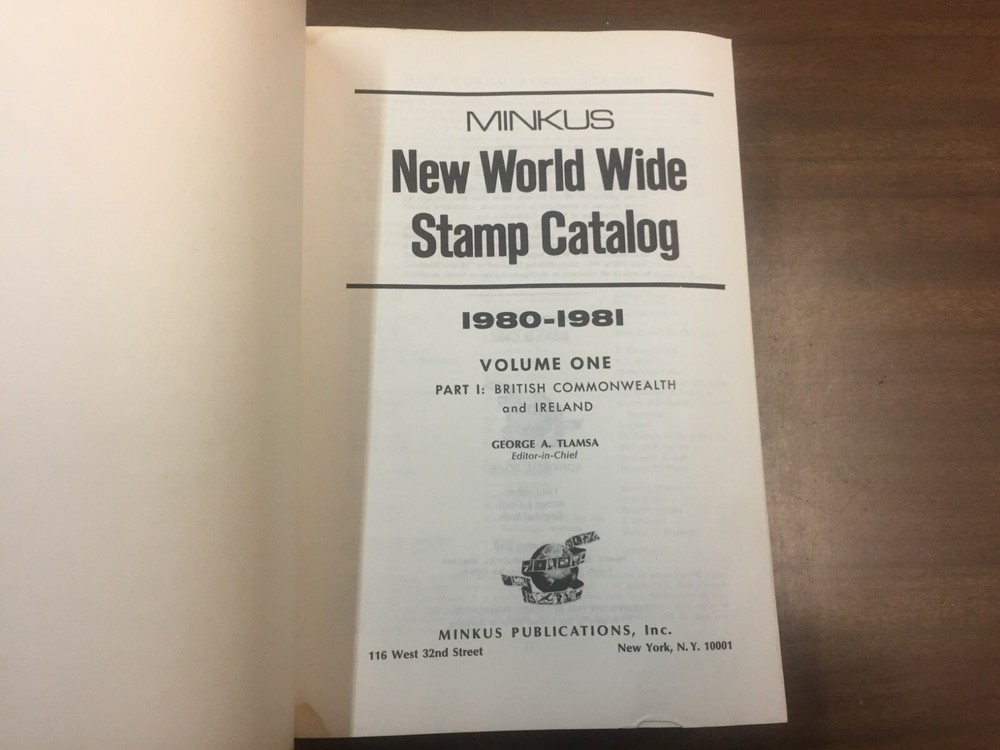 MINKUS
New World Wide
Stamp Catalog
1980-1981
VOLUME ONE
PART I: BRITISH COMMONWEALTH
and IRELAND
GEORGE A. TLAMSA
Editor-in-Chief
MINKUS PUBLICATIONS, Inc.
116 West 32nd Street New York, N.Y. 10001